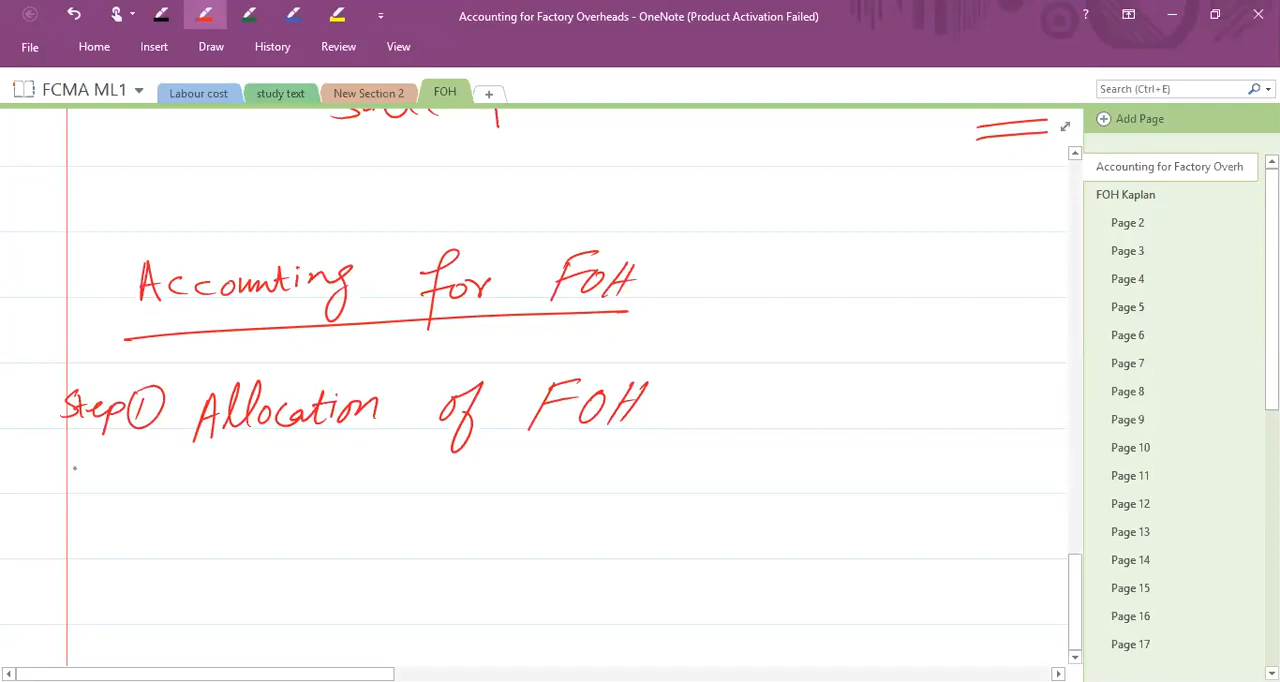 Accounting for Factory Overheads - OneNote (Product Activation Failed)
?
File Home Insert Draw History Review View
FCMA ML1
Labour cost
study text
New Section 2
FOH
Search (Ctrl+E)
Add Page
Accounting for Factory Overh
FOH Kaplan
Page 2
Page 3
Page 4
Page 5
Page 6
Page 7
Page 8
Page 9
Page 10
Page 11
Page 12
Page 13
Page 14
Page 15
Page 16
Page 17
Accounting for FOH
Step ① Allocation of FOH